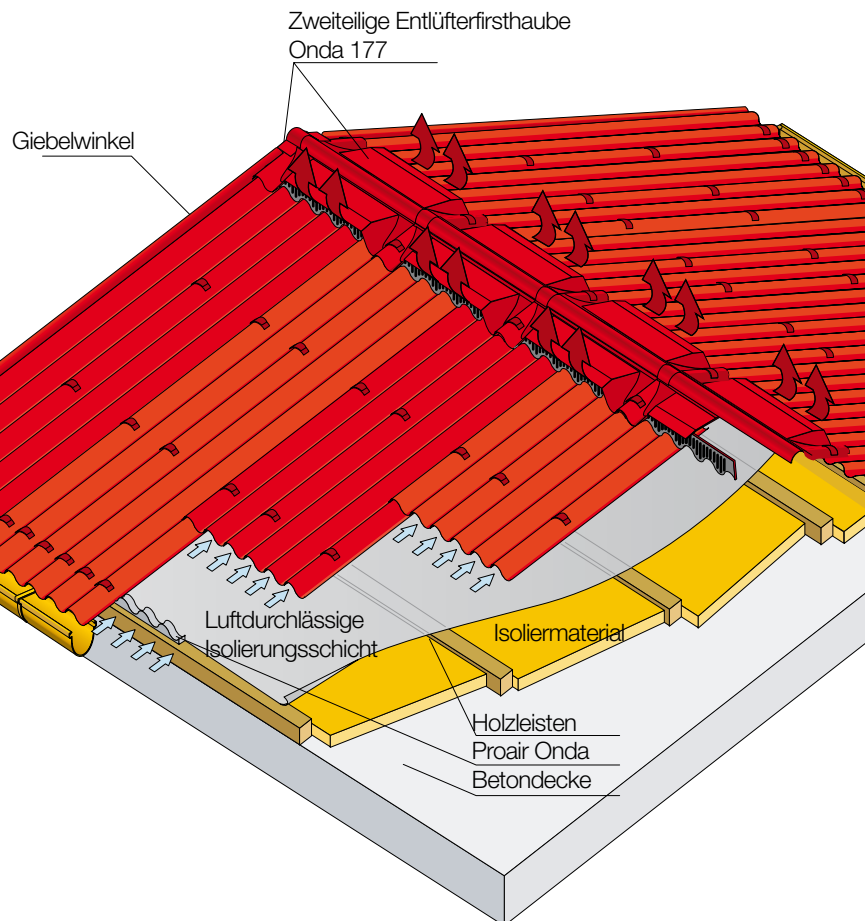 Zweiteilige Entlüfterfirsthaube
Onda 177
Giebelwinkel
Luftdurchlässige
Isolierungsschicht
Isoliermaterial
Holzleisten
Proair Onda
Betondecke